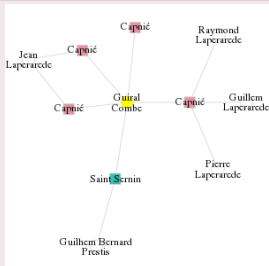 Capnié
Raymond
Laperarede
Jean
Laperarede
Capnié
Guiral
Combe
Capnié
Capnié
Guillem
Laperarede
Pierre
Laperarede
Saint Sernin
Guilhem Bernard
Prestis